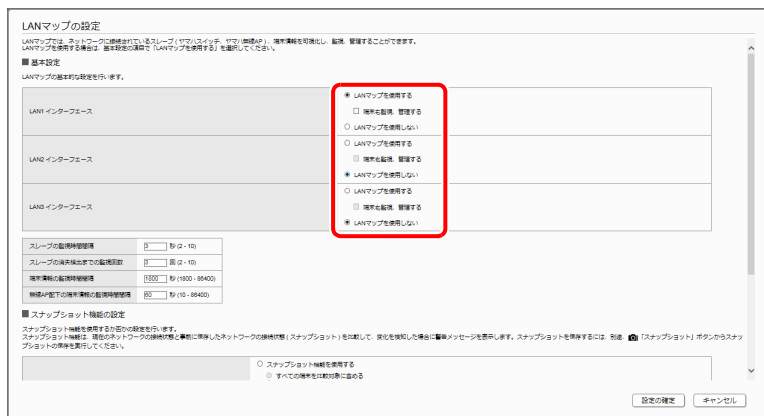 LANマップの設定
LANマップでは、ネットワークに接続されているスレーブ ( ヤマハスイッチ、ヤマハ無線AP ) 、端末情報を可視化し、監視、管理することができます。
LANマップを使用する場合は、基本設定の項目で「LANマップを使用する」を選択してください。
■ 基本設定
LANマップの基本的な設定を行います。
LAN1 インターフェース
LANマップを使用する
端末も監視、管理する
LANマップを使用しない
LAN2 インターフェース
LANマップを使用する
端末も監視、管理する
LANマップを使用しない
LAN3 インターフェース
LANマップを使用する
端末も監視、管理する
LANマップを使用しない
スレーブの監視時間間隔 3 秒 (2 - 10)
スレーブの消失検出までの監視回数 3 回 (2 - 10)
端末情報の監視時間間隔 1800 秒 (1800 - 86400)
無線AP配下の端末情報の監視時間間隔 60 秒 (10 - 86400)
■ スナップショット機能の設定
スナップショット機能を使用するか否かの設定を行います。
スナップショット機能は、現在のネットワークの接続状態と事前に保存したネットワークの接続状態 ( スナップショット ) を比較して、変化を検知した場合に警告メッセージを表示します。スナップショットを保存するには、別途、「スナップショット」ボタンからスナッ
プショットの保存を実行してください。
スナップショット機能を使用する
すべての端末を比較対象に含める
設定の確定 キャンセル